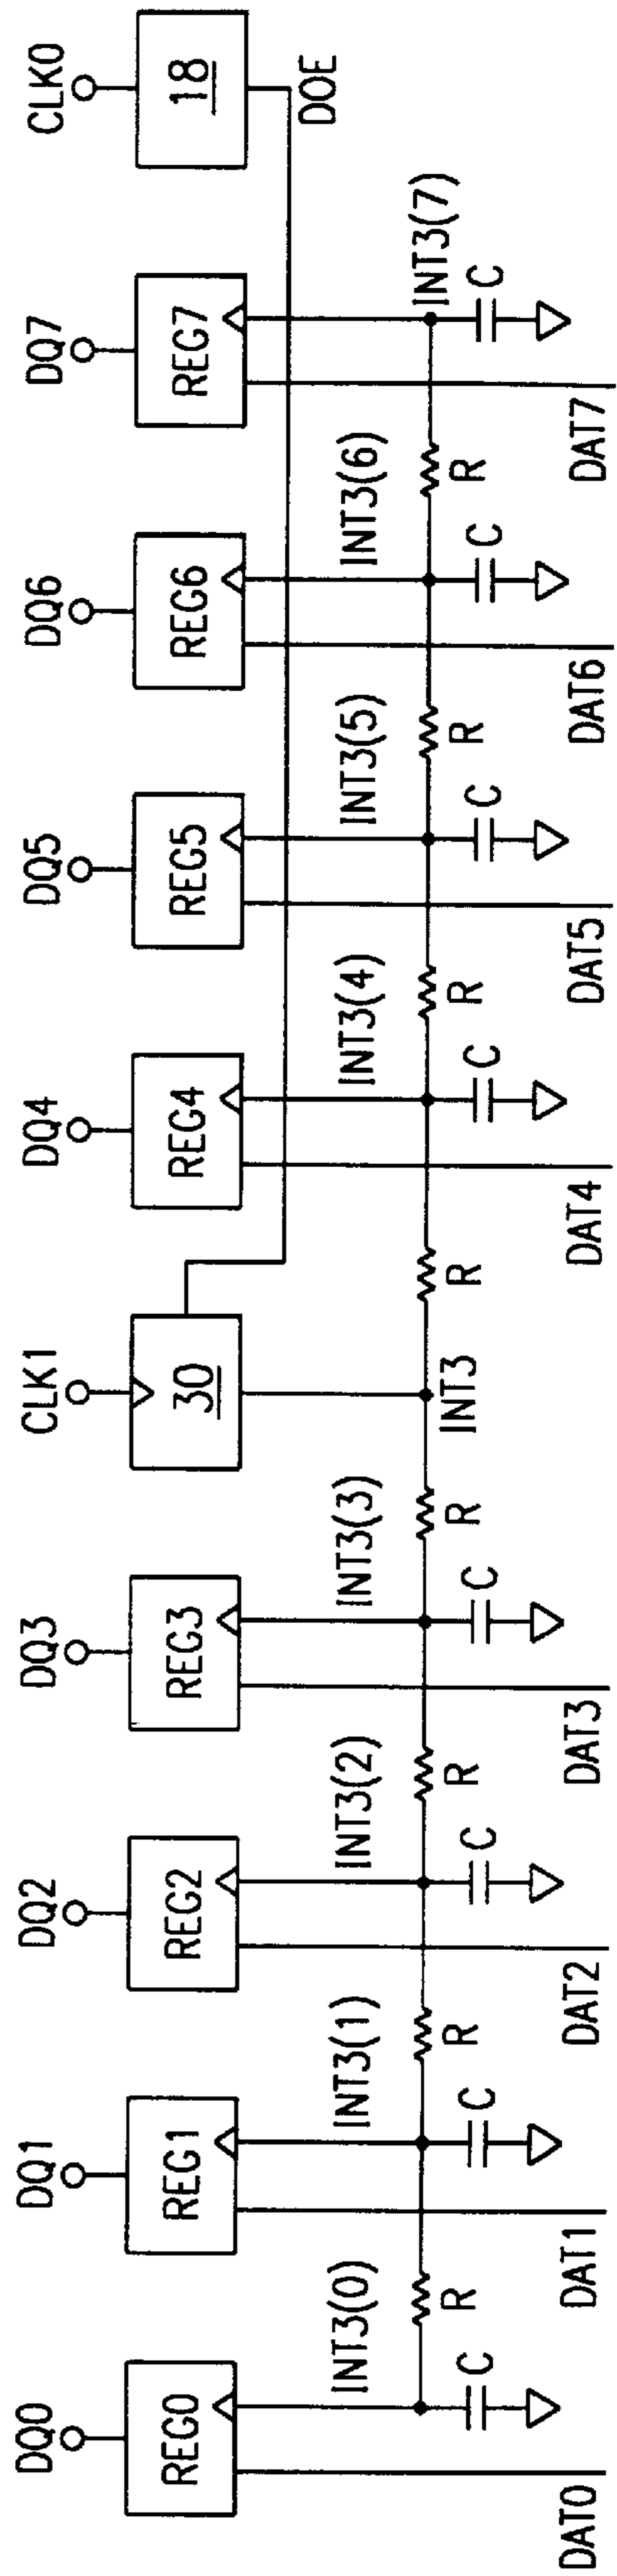 DQ0 DQ1 DQ2 DQ3 CLK1 DQ4 DQ5 DQ6 DQ7 CLK0
REG0 REG1 REG2 REG3 30 REG4 REG5 REG6 REG7 18
DOE
INT3(0) INT3(1) INT3(2) INT3(3) INT3(4) INT3(5) INT3(6) INT3(7)
INT3
R R R R R R R R
C C C C C C C C
DAT0 DAT1 DAT2 DAT3 DAT4 DAT5 DAT6 DAT7